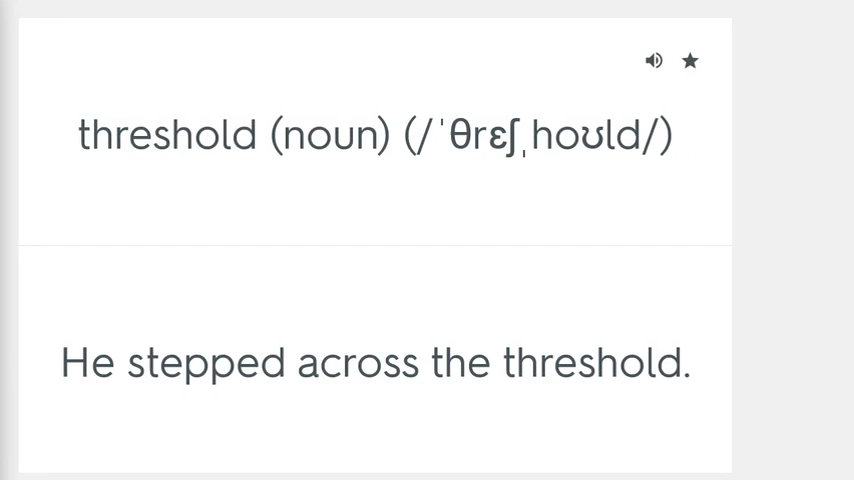 threshold (noun) (/ˈθrɛʃˌhoʊld/)
He stepped across the threshold.